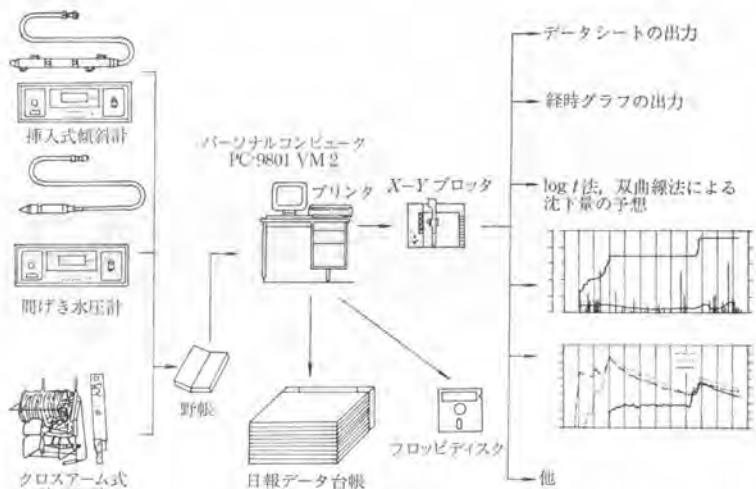 挿入式傾斜計
間げき水圧計
クロスアーム式
パーソナルコンピュータ
PC-9801 VM 2
プリンタ
X−Y プロッタ
野帳
日報データ台帳
フロッピディスク
データシートの出力
経時グラフの出力
log t法, 双曲線法による
沈下量の予想
他